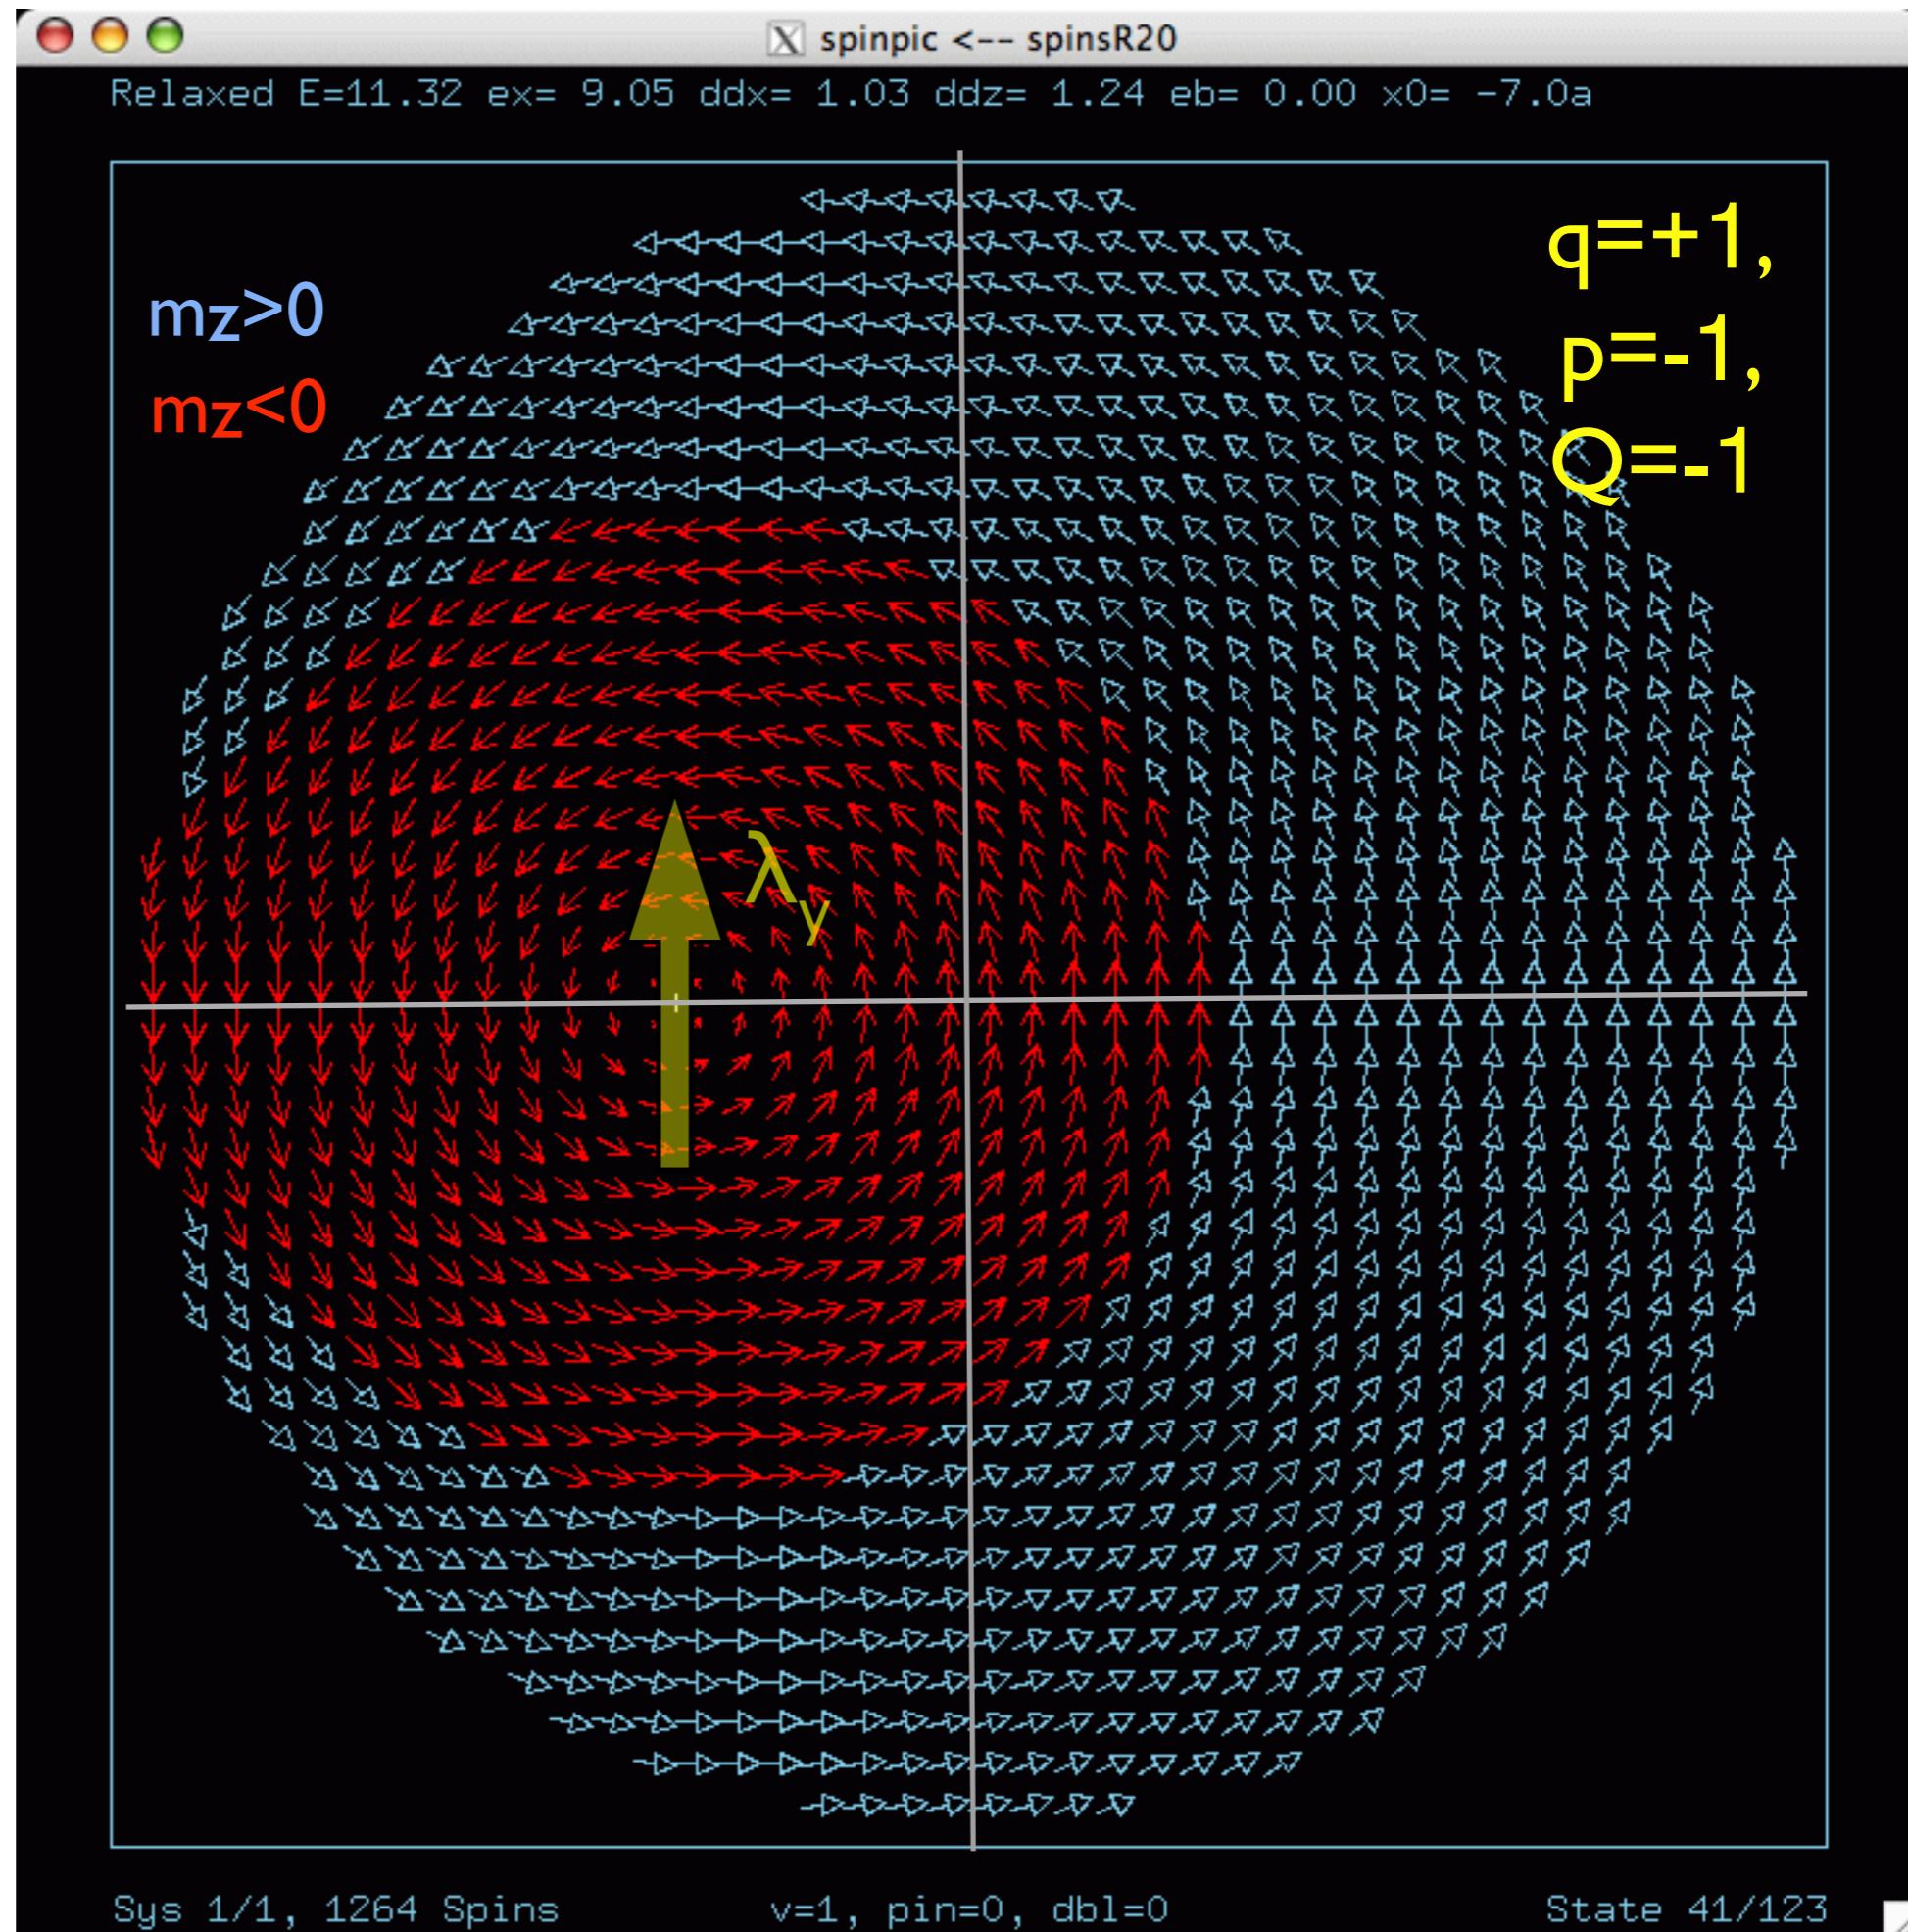 X spinpic <-- spinsR20
Relaxed E=11.32 ex= 9.05 ddx= 1.03 ddz= 1.24 eb= 0.00 x0= -7.0a
q=+1,
mz>0
p=-1,
mz<0
Q=-1
λy
Sys 1/1, 1264 Spins v=1, pin=0, dbl=0 State 41/123